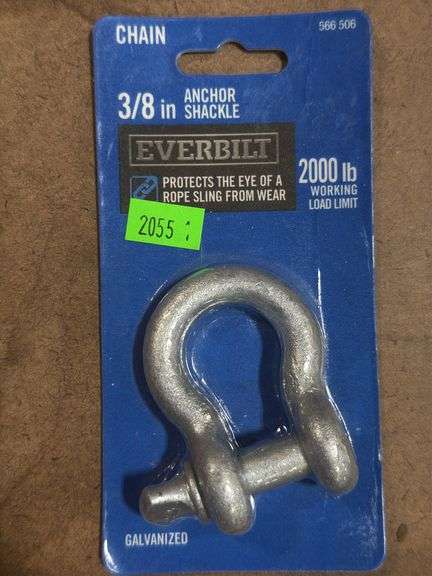 CHAIN
566 506
3/8 in ANCHOR SHACKLE
EVERBILT
PROTECTS THE EYE OF A
ROPE SLING FROM WEAR
2000 lb
WORKING
LOAD LIMIT
2055
GALVANIZED